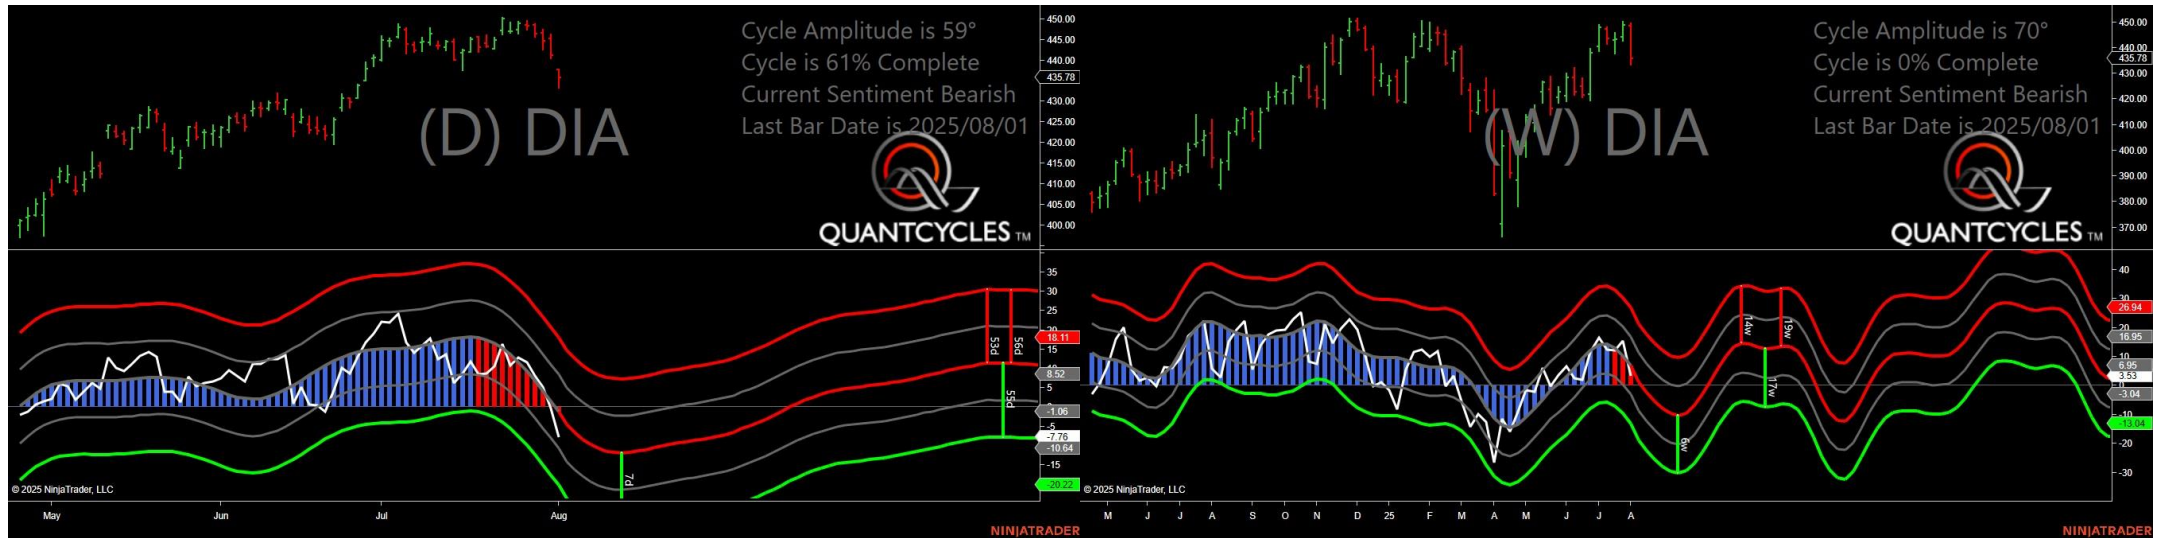 Cycle Amplitude is 59°
Cycle is 61% Complete
Current Sentiment Bearish
Last Bar Date is 2025/08/01
(D) DIA
QUANTCYCLES TM
450.00
445.00
440.00
435.78
430.00
425.00
420.00
415.00
410.00
405.00
400.00
35
30
25
18.11
15
8.52
5
-1.06
-5
-7.76
-10.64
-15
-20.22
53d
56d
55d
7d
© 2025 NinjaTrader, LLC
May
Jun
Jul
Aug
NINJATRADER
Cycle Amplitude is 70°
Cycle is 0% Complete
Current Sentiment Bearish
Last Bar Date is 2025/08/01
(W) DIA
QUANTCYCLES TM
450.00
440.00
435.78
430.00
420.00
410.00
400.00
390.00
380.00
370.00
40
30
26.94
20
16.95
10
6.95
3.53
0
-3.04
-10
-13.04
-20
-30
14w
19w
17w
6w
© 2025 NinjaTrader, LLC
M J J A S O N D 25 F M A M J J A
NINJATRADER